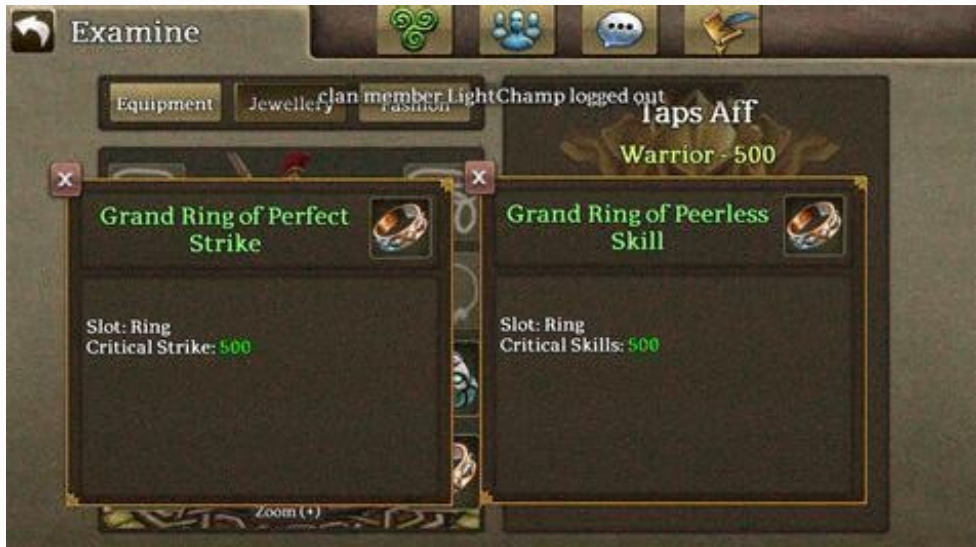 Examine
Equipment
Jewellery
Fashion
clan member LightChamp logged out
Taps Aff
Warrior - 500
Grand Ring of Perfect
Strike
Slot: Ring
Critical Strike: 500
Grand Ring of Peerless
Skill
Slot: Ring
Critical Skills: 500
Zoom (+)